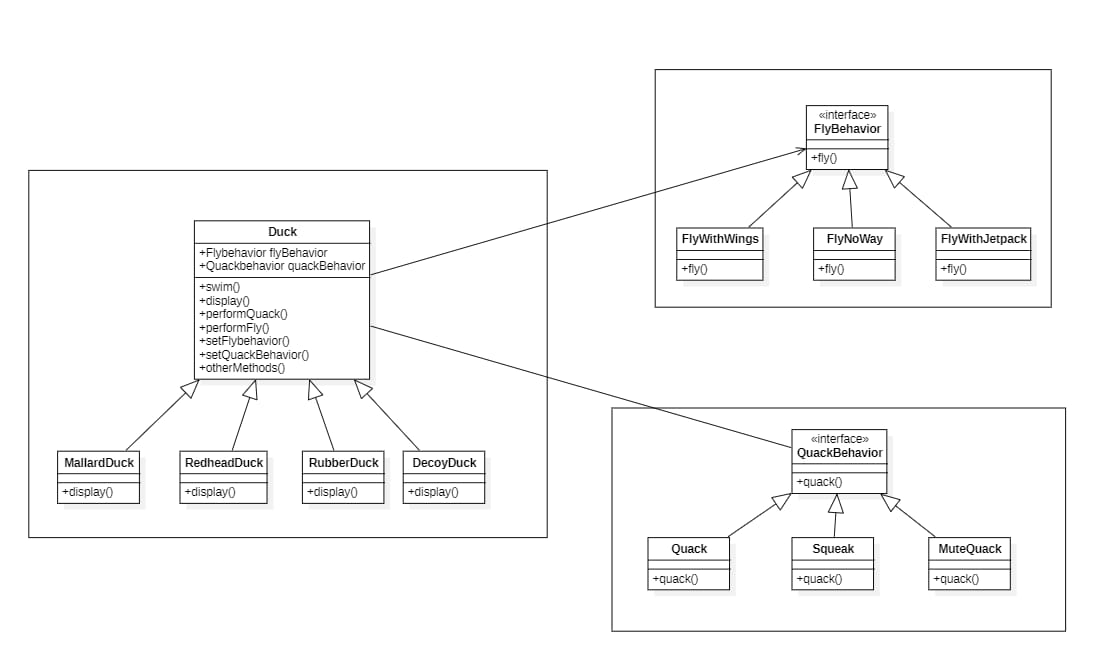 «interface»
FlyBehavior
+fly()
FlyWithWings
+fly()
FlyNoWay
+fly()
FlyWithJetpack
+fly()
Duck
+Flybehavior flyBehavior
+Quackbehavior quackBehavior
+swim()
+display()
+performQuack()
+performFly()
+setFlybehavior()
+setQuackBehavior()
+otherMethods()
MallardDuck
+display()
RedheadDuck
+display()
RubberDuck
+display()
DecoyDuck
+display()
«interface»
QuackBehavior
+quack()
Quack
+quack()
Squeak
+quack()
MuteQuack
+quack()